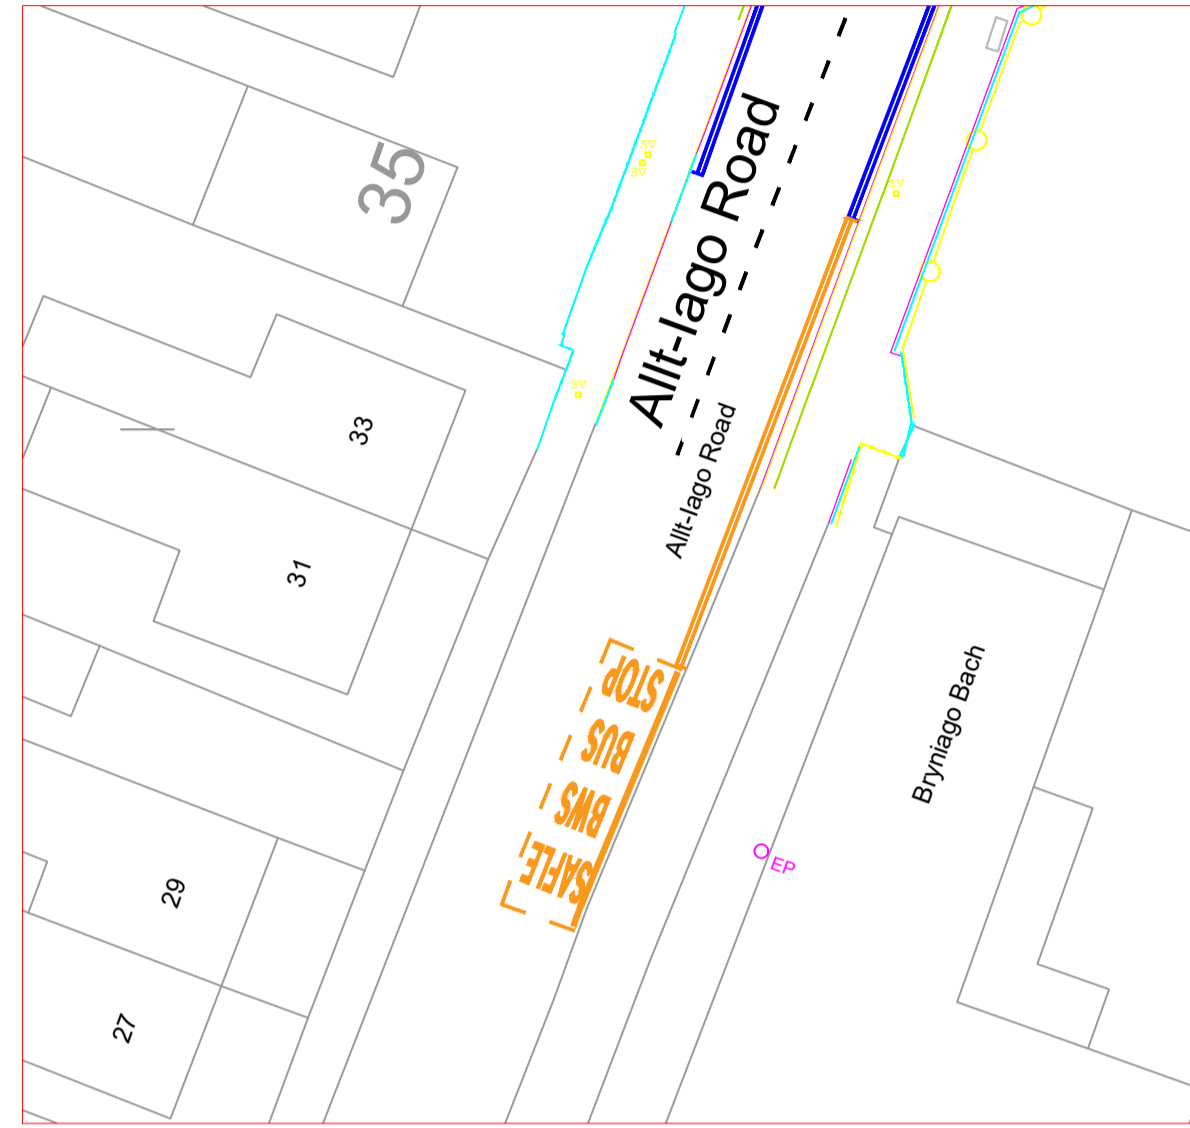 35
Allt-Iago Road
SV
SV
SV
SV
33
Allt-Iago Road
31
STOP
BUS
BWS
SAFLE
Bryniago Bach
EP
29
27